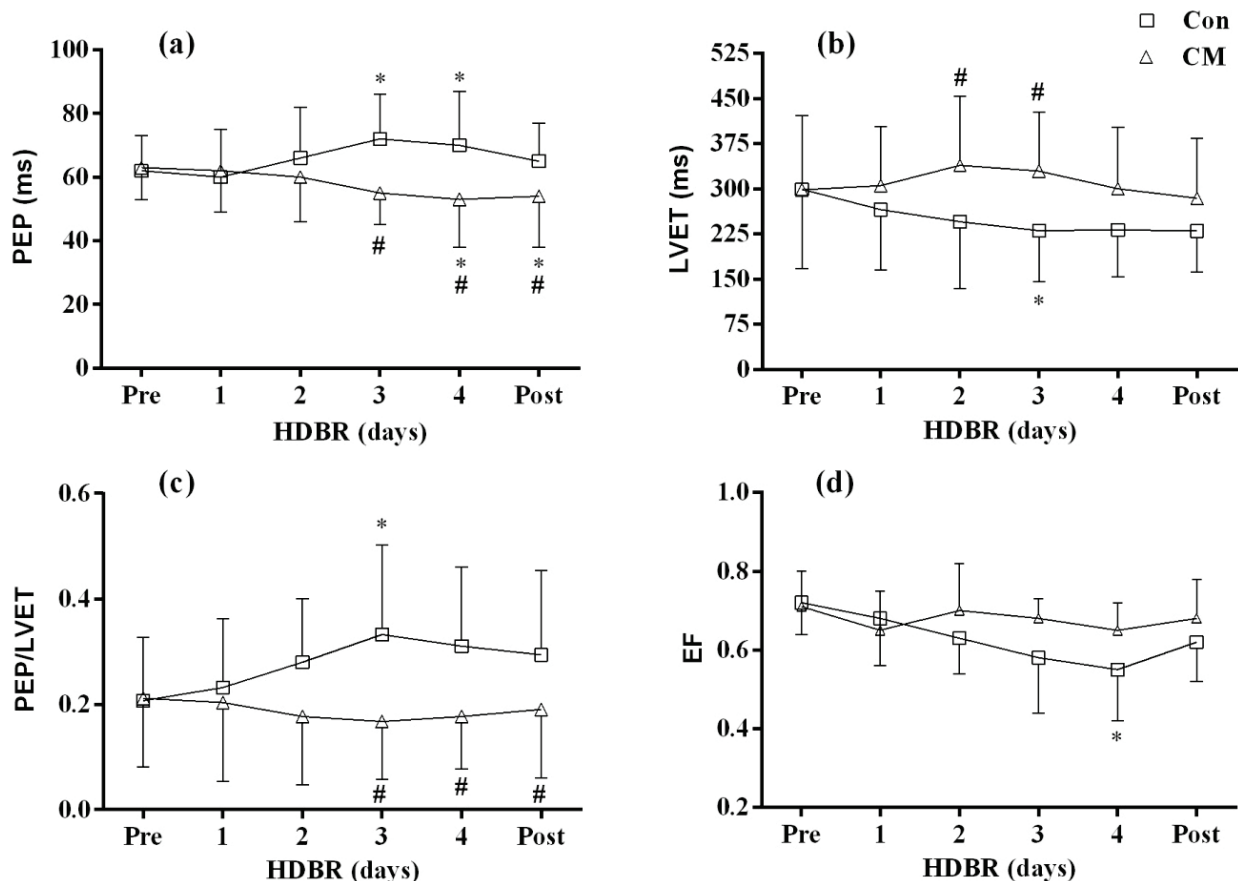 (a)
PEP (ms)
100
80
60
40
20
0
* *
#
* *
# #
Pre 1 2 3 4 Post
HDBR (days)
(b)
Con
CM
LVET (ms)
525
450
375
300
225
150
75
0
# #
*
Pre 1 2 3 4 Post
HDBR (days)
(c)
PEP/LVET
0.6
0.4
0.2
0.0
*
# # #
Pre 1 2 3 4 Post
HDBR (days)
(d)
EF
1.0
0.8
0.6
0.4
0.2
*
Pre 1 2 3 4 Post
HDBR (days)